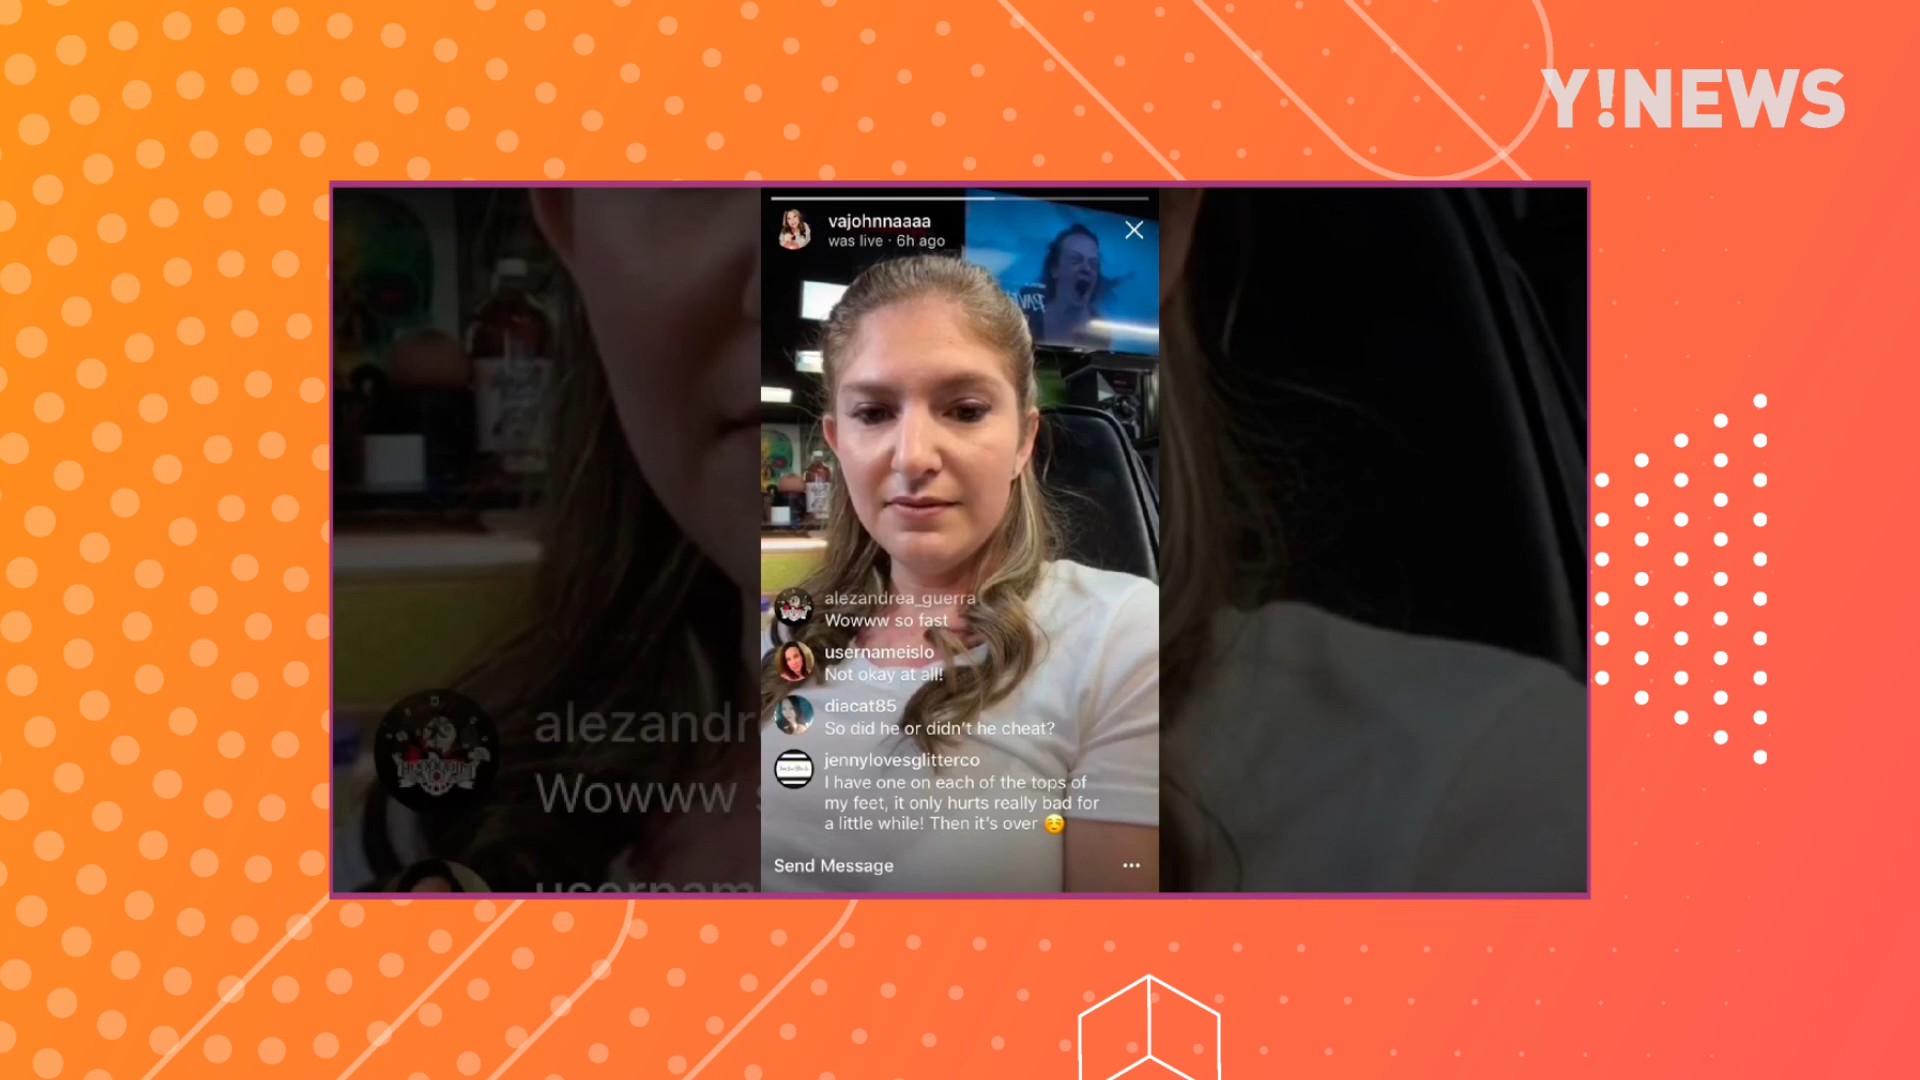 Y!NEWS
vajohnnaaaa
was live · 6h ago
alezandrea_guerra
Wowww so fast
usernameislo
Not okay at all!
diacat85
So did he or didn't he cheat?
jennylovesglitterco
I have one on each of the tops of
my feet, it only hurts really bad for
a little while! Then it's over ☺️
Send Message
alezandr
Wowww
usernam